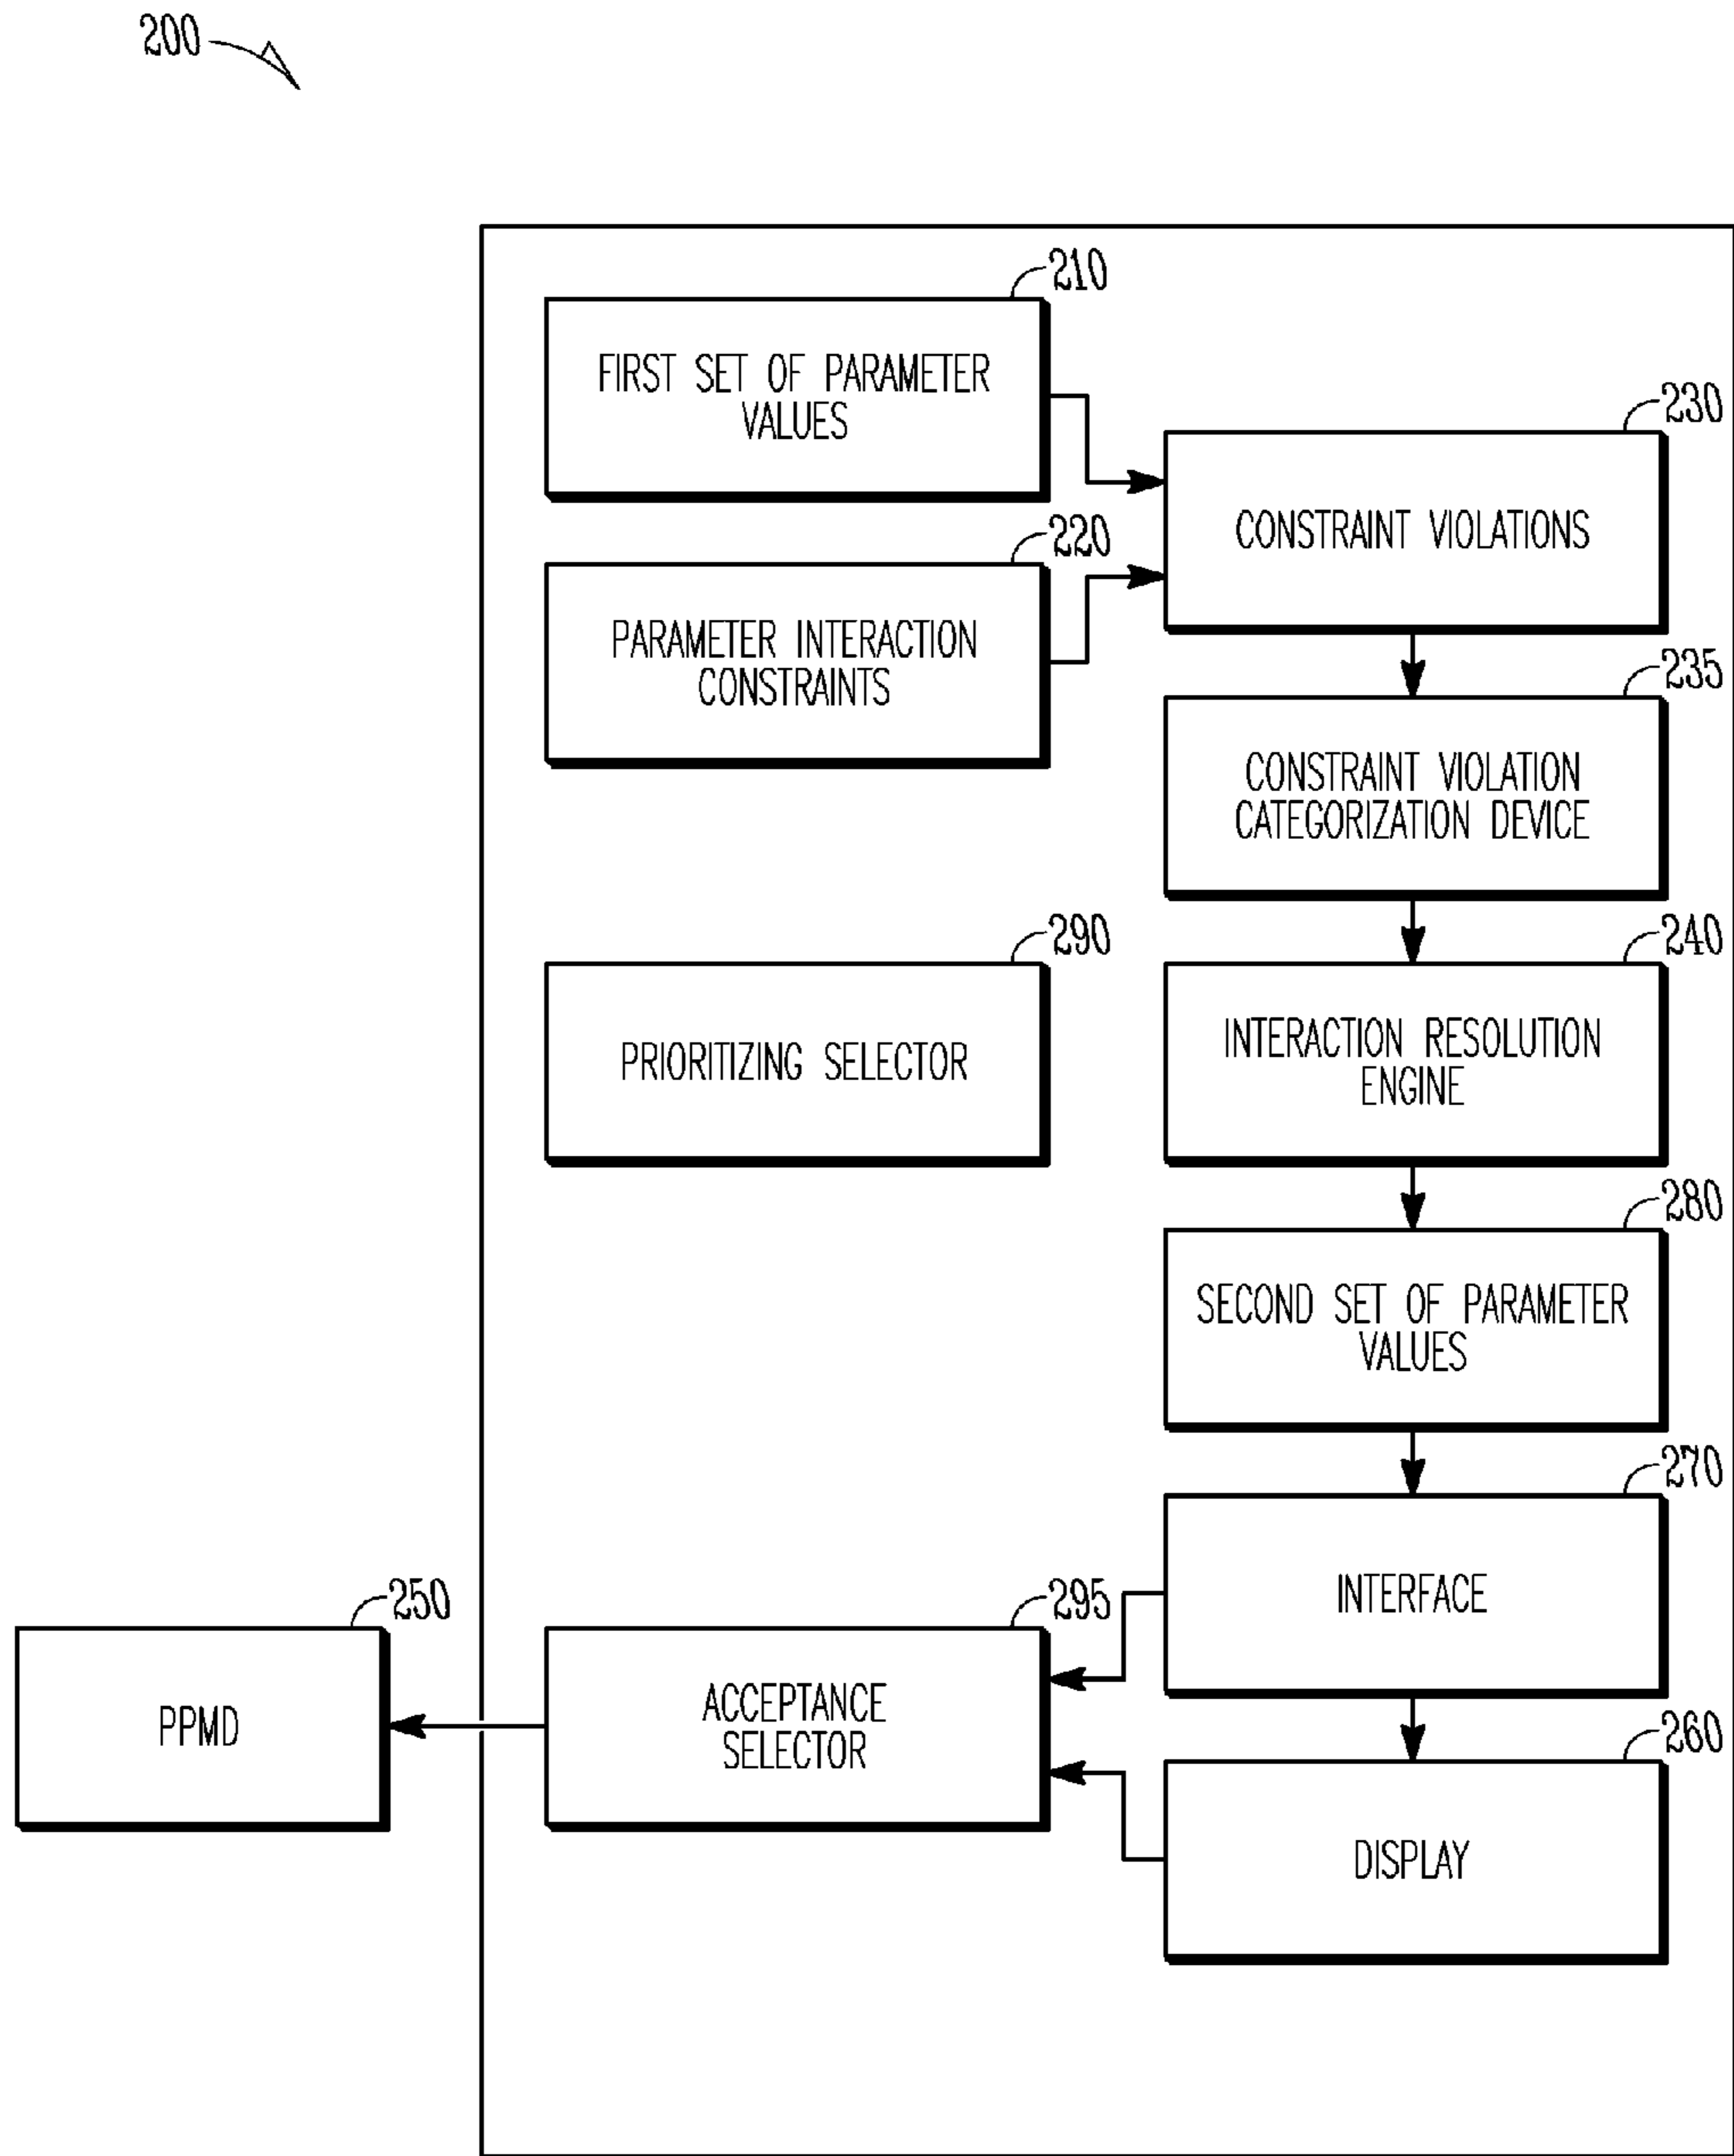 200
210
FIRST SET OF PARAMETER
VALUES
230
CONSTRAINT VIOLATIONS
220
PARAMETER INTERACTION
CONSTRAINTS
235
CONSTRAINT VIOLATION
CATEGORIZATION DEVICE
290
PRIORITIZING SELECTOR
240
INTERACTION RESOLUTION
ENGINE
280
SECOND SET OF PARAMETER
VALUES
270
INTERFACE
250
PPMD
295
ACCEPTANCE
SELECTOR
260
DISPLAY